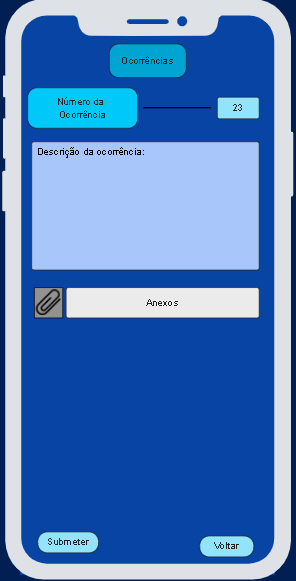 Ocorrências
Número da
Ocorrência
23
Descrição da ocorrência:
Anexos
Submeter
Voltar